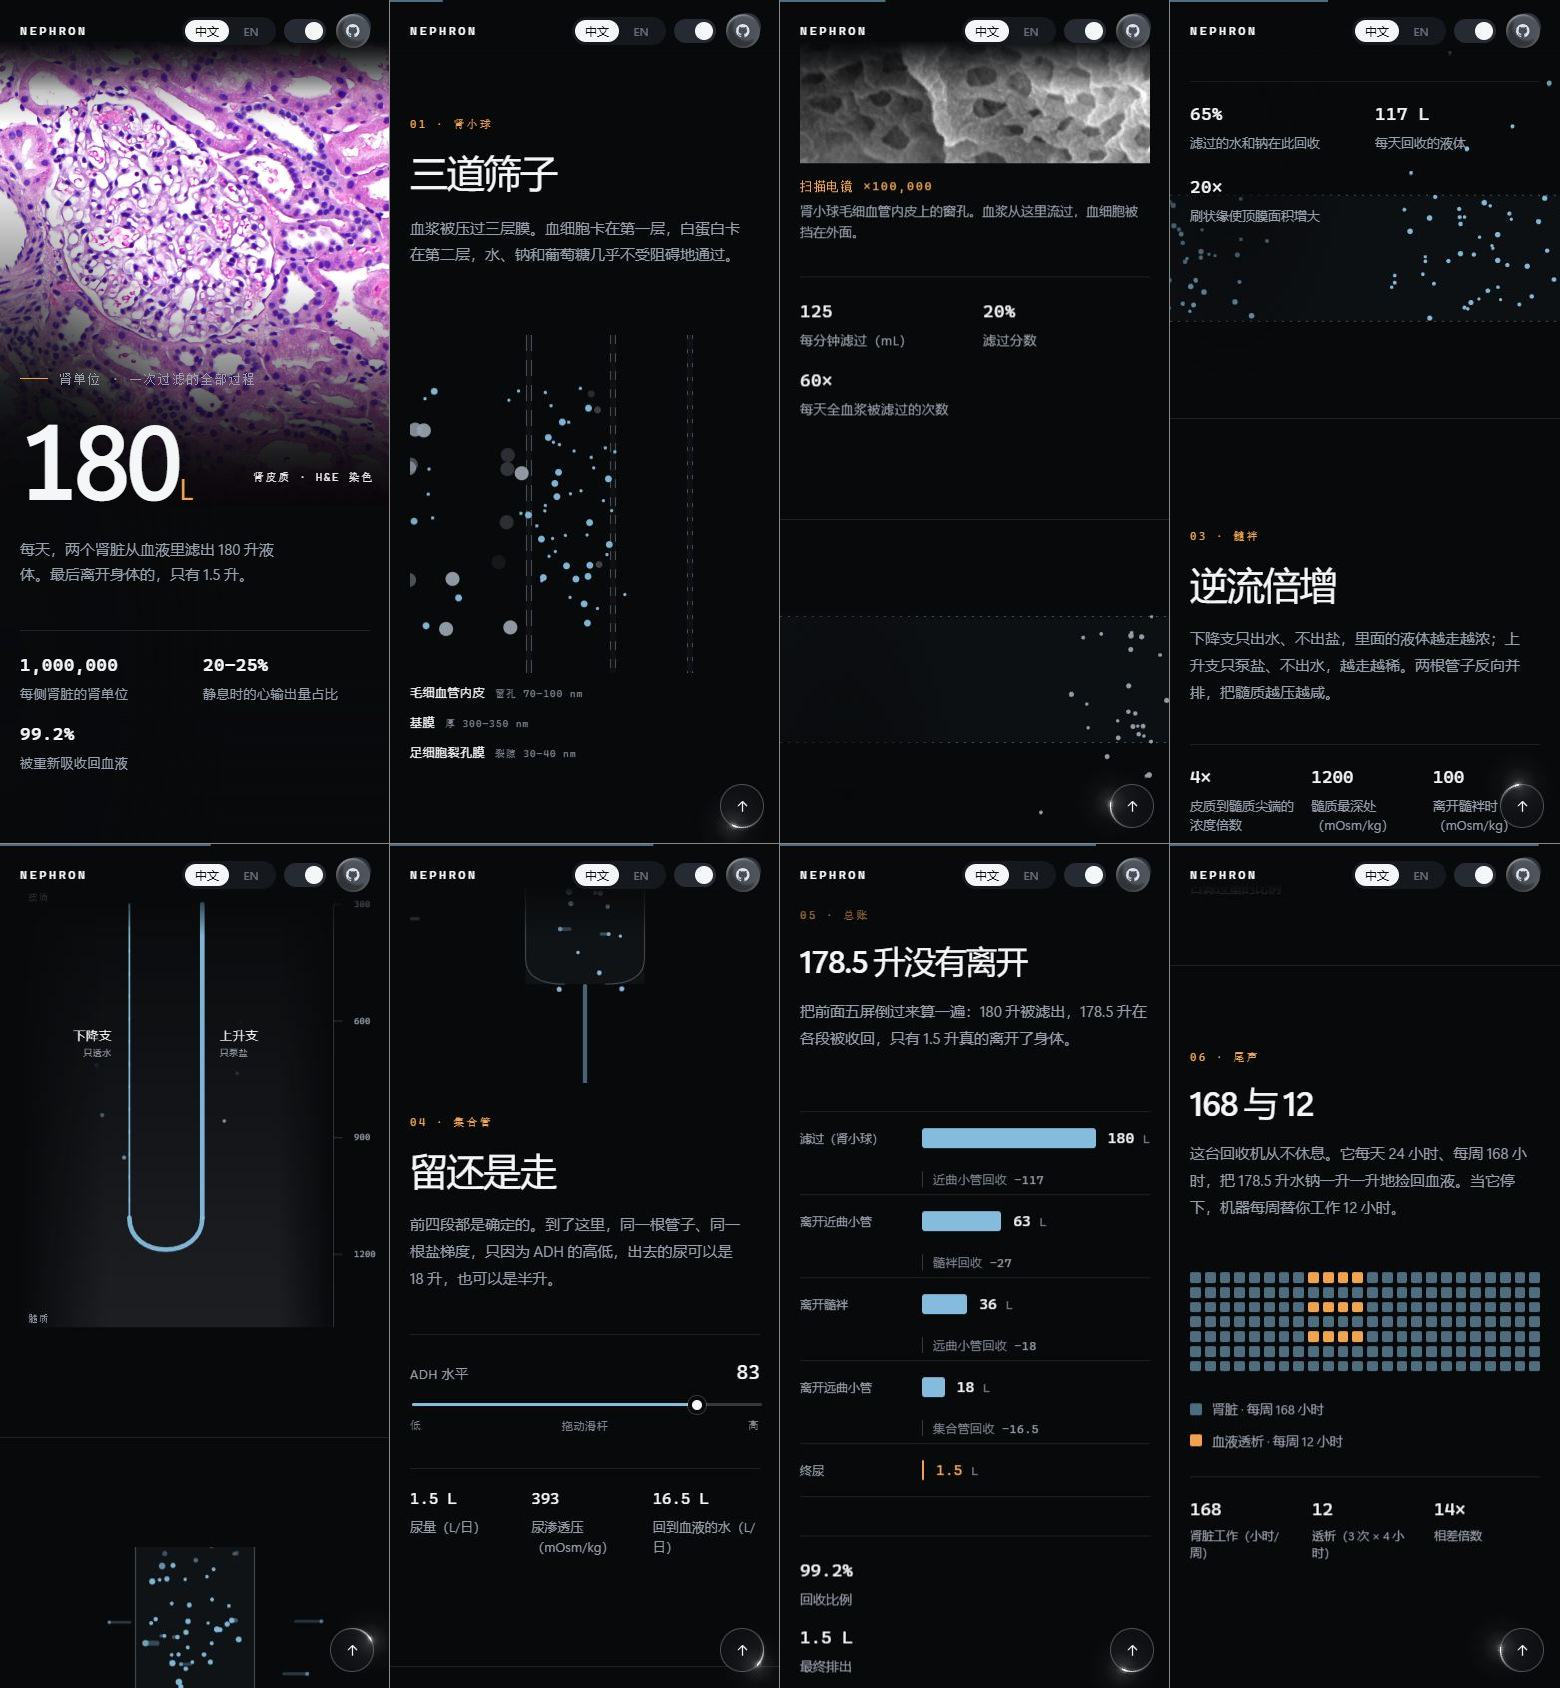 NEPHRON
中文 EN
肾单位 · 一次过滤的全部过程
180L
肾皮质 · H&E 染色
每天，两个肾脏从血液里滤出 180 升液
体。最后离开身体的，只有 1.5 升。
1,000,000
每侧肾脏的肾单位
20–25%
静息时的心输出量占比
99.2%
被重新吸收回血液
NEPHRON
中文 EN
01 · 肾小球
三道筛子
血浆被压过三层膜。血细胞卡在第一层，白蛋白卡
在第二层，水、钠和葡萄糖几乎不受阻碍地通过。
毛细血管内皮 窗孔 70–100 nm
基膜 厚 300–350 nm
足细胞裂孔膜 裂隙 30–40 nm
NEPHRON
中文 EN
扫描电镜 ×100,000
肾小球毛细血管内皮上的窗孔。血浆从这里流过，血细胞被
挡在外面。
125
每分钟滤过（mL）
20%
滤过分数
60×
每天全血浆被滤过的次数
NEPHRON
中文 EN
65%
滤过的水和钠在此回收
117 L
每天回收的液体
20×
刷状缘使顶膜面积增大
03 · 髓袢
逆流倍增
下降支只出水、不出盐，里面的液体越走越浓；上
升支只泵盐、不出水，越走越稀。两根管子反向并
排，把髓质越压越咸。
4×
皮质到髓质尖端的
浓度倍数
1200
髓质最深处
（mOsm/kg）
100
离开髓袢时
（mOsm/kg）
NEPHRON
中文 EN
300
600
下降支
只透水
上升支
只泵盐
900
1200
髓质
NEPHRON
中文 EN
04 · 集合管
留还是走
前四段都是确定的。到了这里，同一根管子、同一
根盐梯度，只因为 ADH 的高低，出去的尿可以是
18 升，也可以是半升。
ADH 水平 83
低 拖动滑杆 高
1.5 L
尿量（L/日）
393
尿渗透压
（mOsm/kg）
16.5 L
回到血液的水（L/
日）
NEPHRON
中文 EN
05 · 总账
178.5 升没有离开
把前面五屏倒过来算一遍：180 升被滤出，178.5 升在
各段被收回，只有 1.5 升真的离开了身体。
滤过（肾小球） 180 L
近曲小管回收 −117
离开近曲小管 63 L
髓袢回收 −27
离开髓袢 36 L
远曲小管回收 −18
离开远曲小管 18 L
集合管回收 −16.5
终尿 1.5 L
99.2%
回收比例
1.5 L
最终排出
NEPHRON
中文 EN
06 · 尾声
168 与 12
这台回收机从不休息。它每天 24 小时、每周 168 小
时，把 178.5 升水钠一升一升地捡回血液。当它停
下，机器每周替你工作 12 小时。
肾脏 · 每周 168 小时
血液透析 · 每周 12 小时
168
肾脏工作（小时/
周）
12
透析（3 次 × 4 小
时）
14×
相差倍数